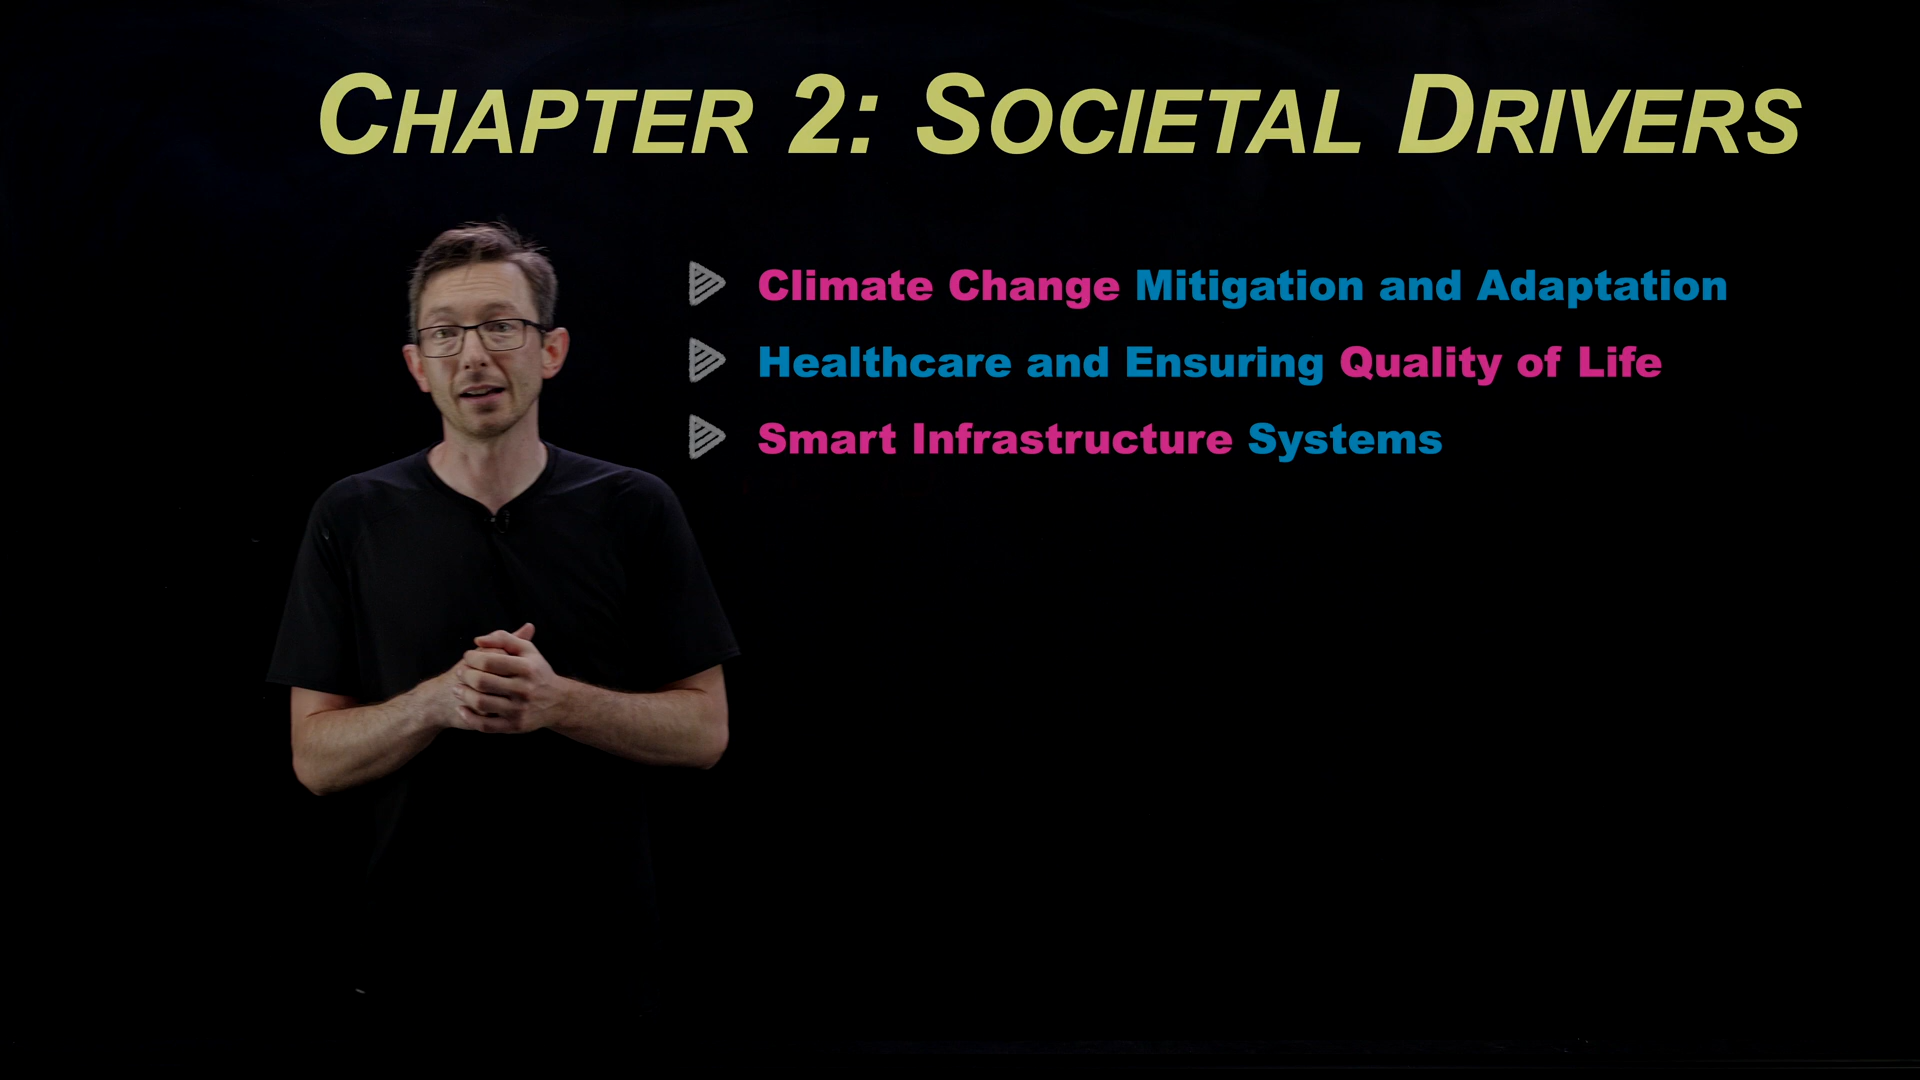 CHAPTER 2: SOCIETAL DRIVERS
Climate Change Mitigation and Adaptation
Healthcare and Ensuring Quality of Life
Smart Infrastructure Systems